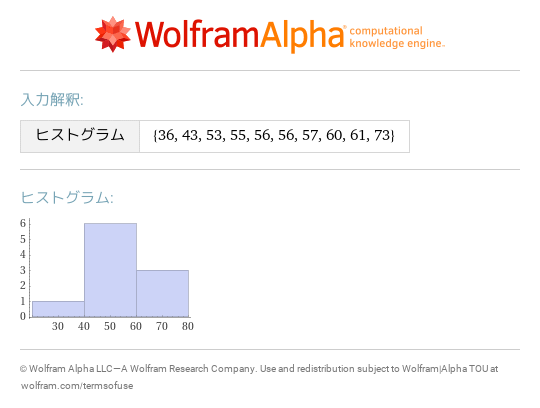 WolframAlpha computational
knowledge engine.
入力解釈:
ヒストグラム {36, 43, 53, 55, 56, 56, 57, 60, 61, 73}
ヒストグラム:
6
5
4
3
2
1
0
30 40 50 60 70 80
© Wolfram Alpha LLC—A Wolfram Research Company. Use and redistribution subject to Wolfram|Alpha TOU at
wolfram.com/termsofuse